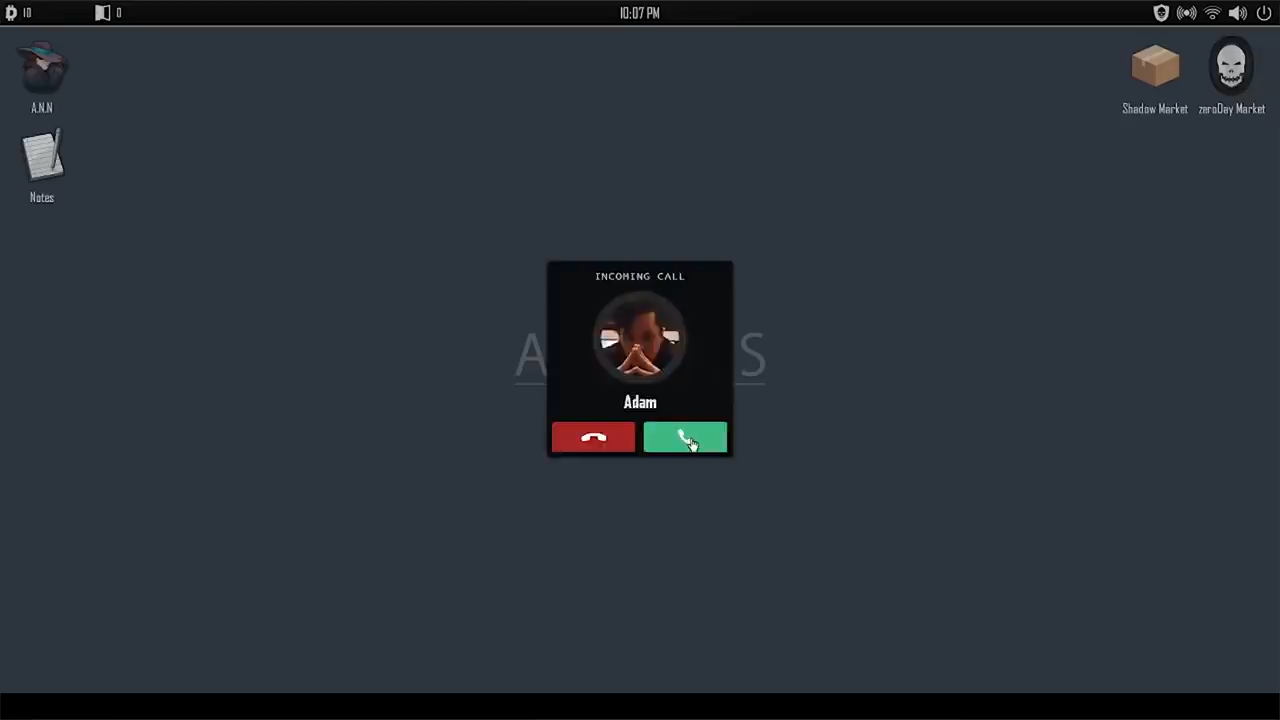 10
0
10:07 PM
A.N.N
Notes
Shadow Market
zeroDay Market
INCOMING CALL
A
S
Adam